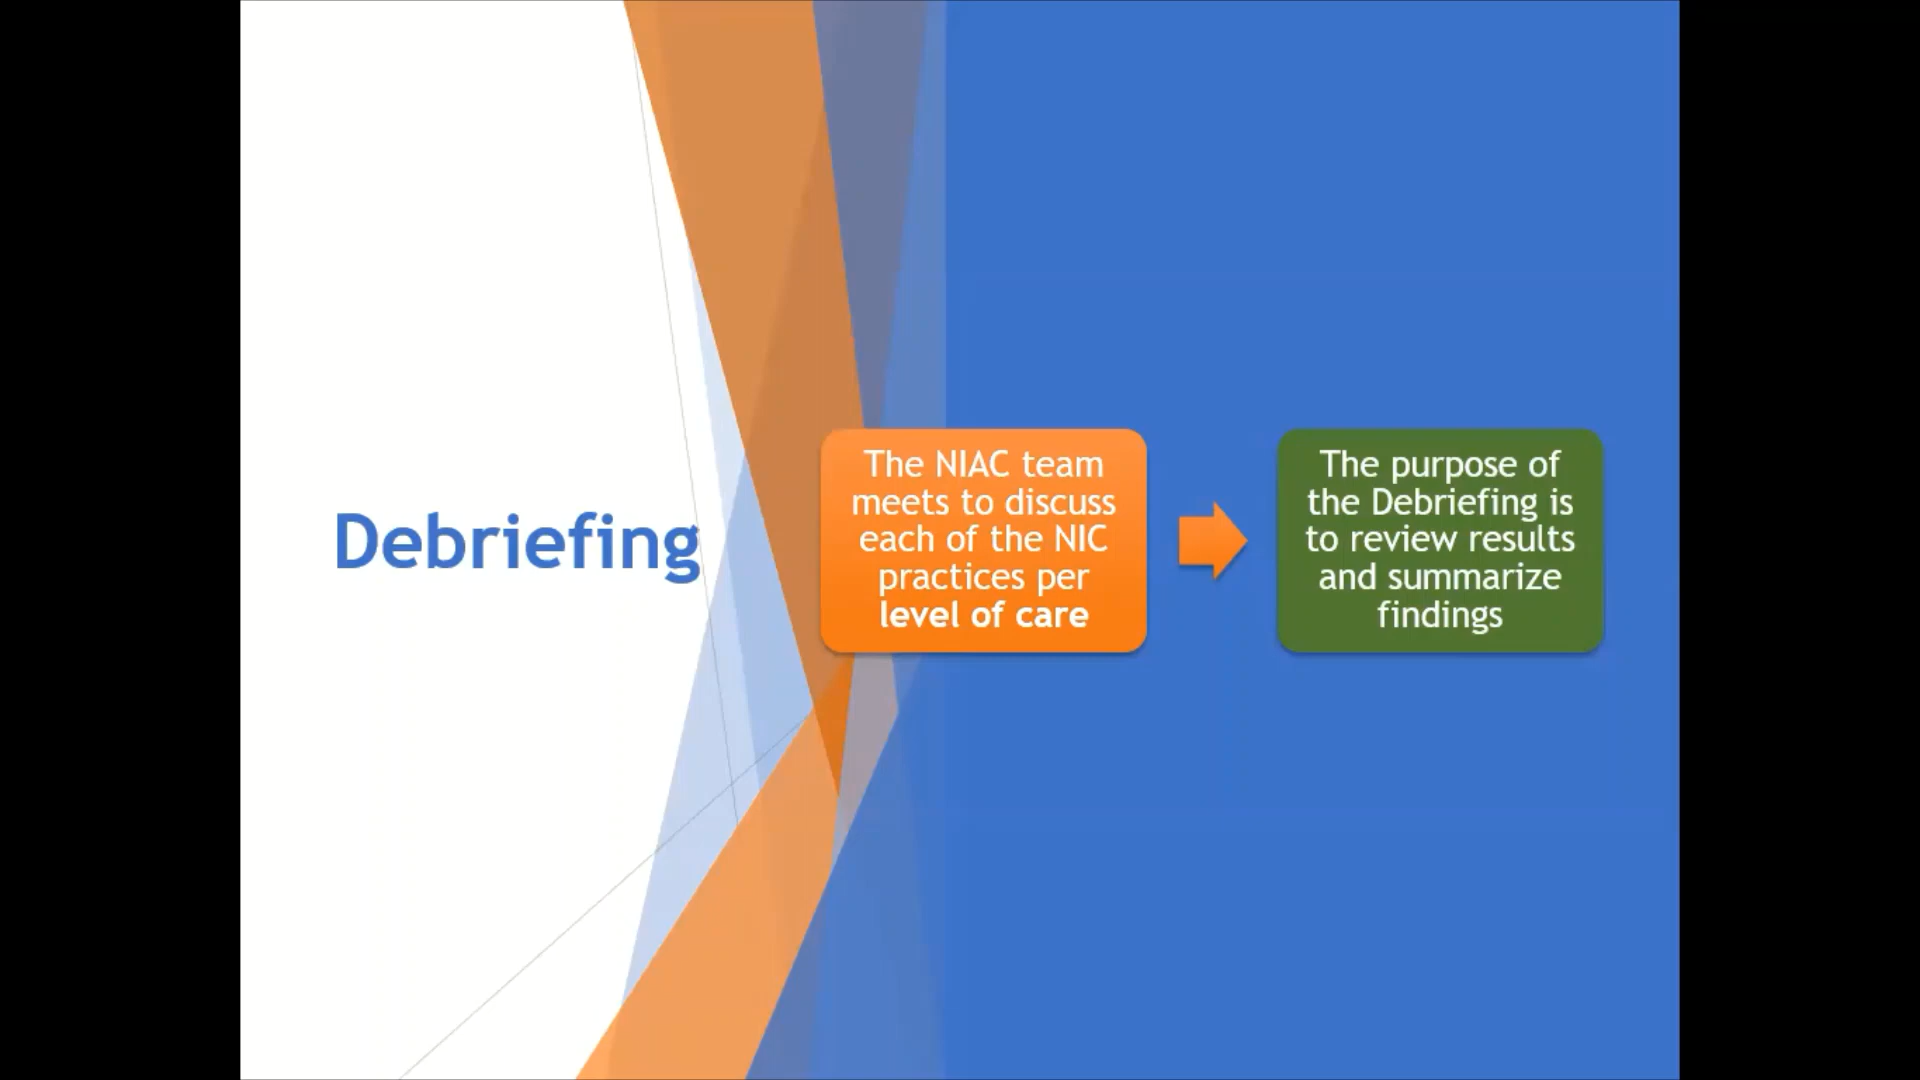 Debriefing
The NIAC team
meets to discuss
each of the NIC
practices per
level of care
The purpose of
the Debriefing is
to review results
and summarize
findings